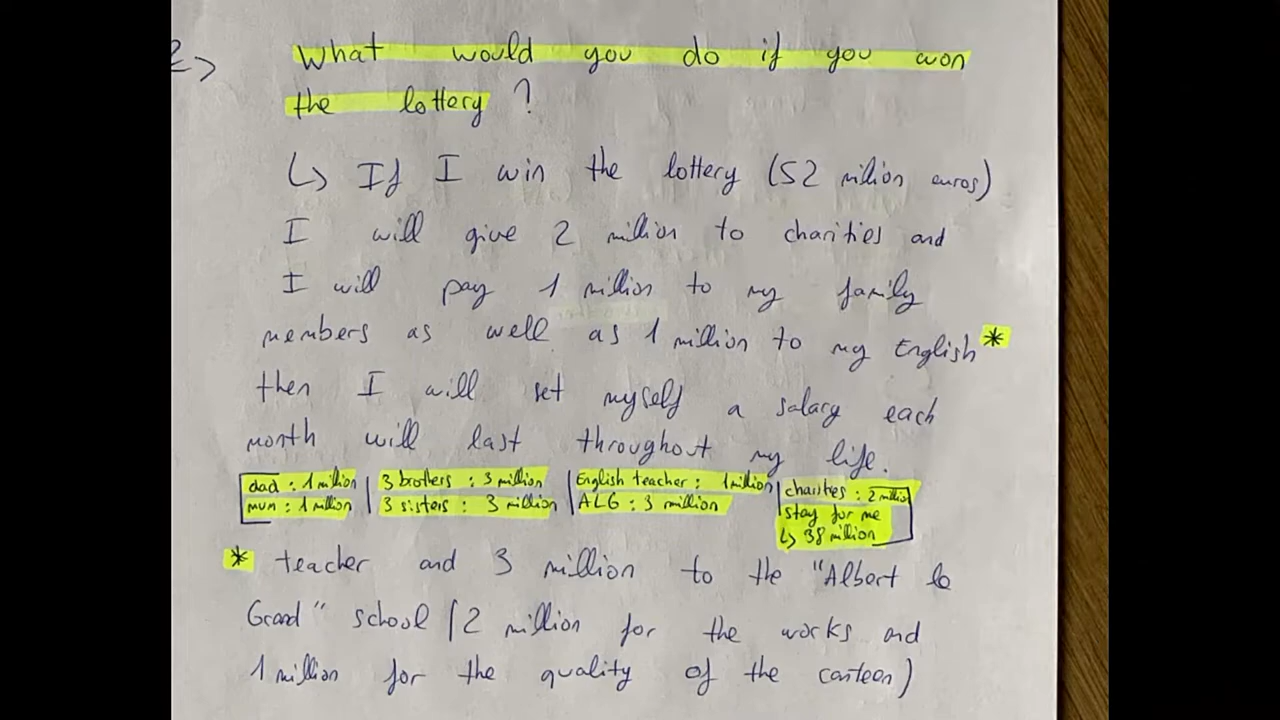 2>
What would you do if you won
the lottery ?
↳ If I win the lottery (52 million euros)
I will give 2 million to charities and
I will pay 1 million to my family
members as well as 1 million to my English *
then I will set myself a salary each
month will last throughout my life.
dad : 1 million | 3 brothers : 3 million | English teacher : 1 million | charities : 2 million
mum : 1 million | 3 sisters : 3 million | ALG : 3 million | stay for me
↳ 38 million
* teacher and 3 million to the "Albert le
Grand" school (2 million for the works and
1 million for the quality of the canteen)